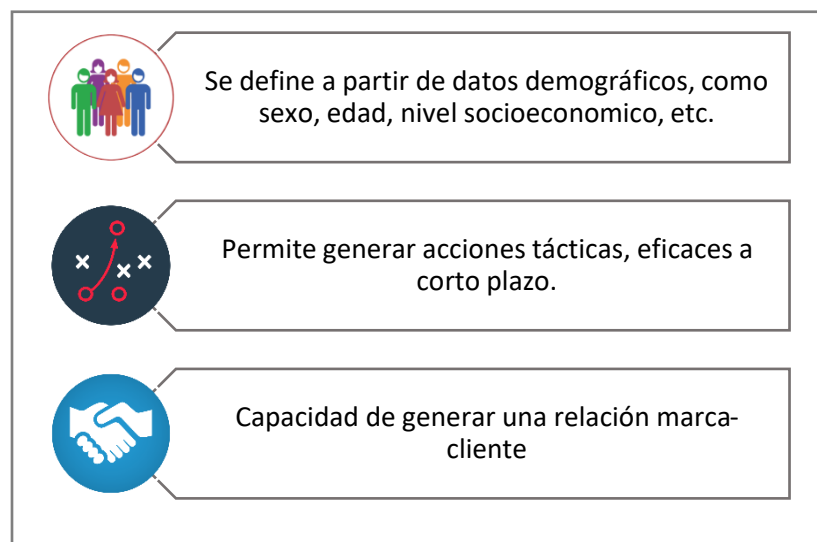 Se define a partir de datos demográficos, como
sexo, edad, nivel socioeconomico, etc.
Permite generar acciones tácticas, eficaces a
corto plazo.
Capacidad de generar una relación marca-
cliente